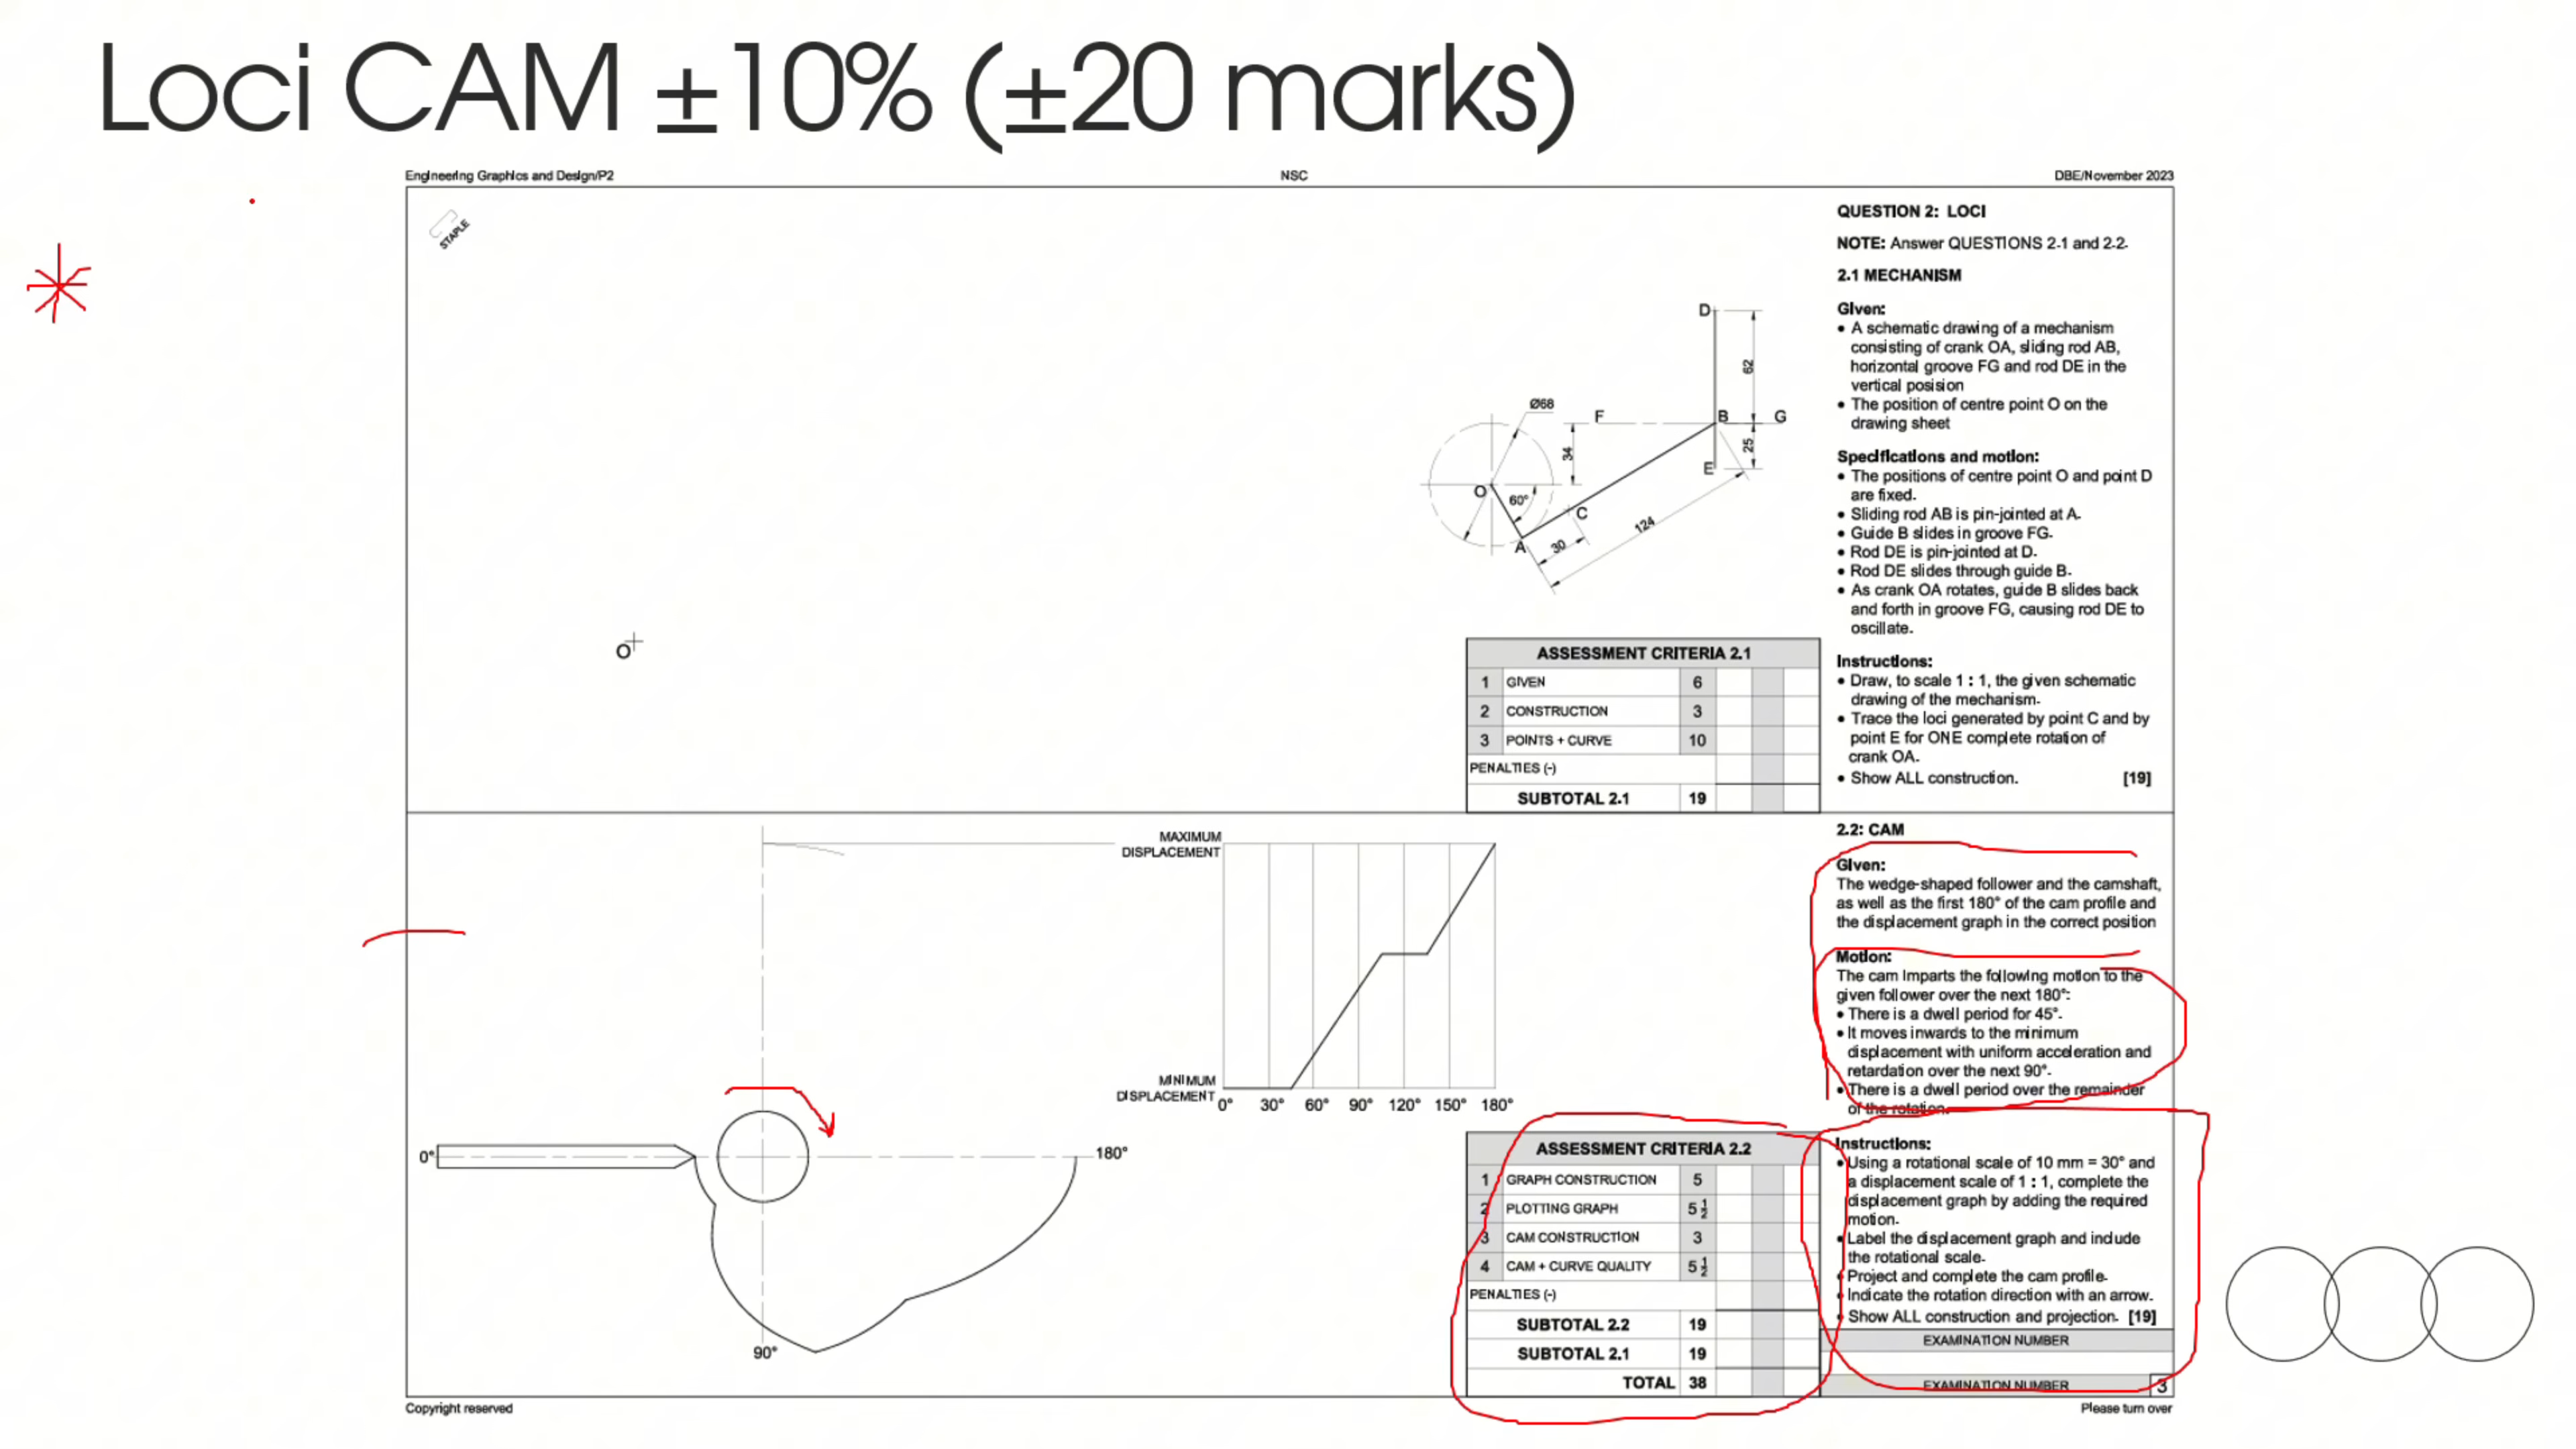 Loci CAM ±10% (±20 marks)
Engineering Graphics and Design/P2
NSC
DBE/November 2023
STAPLE
O
D
62
Ø68
F
B
G
34
25
E
O
60°
C
124
A
30
ASSESSMENT CRITERIA 2.1
1 GIVEN 6
2 CONSTRUCTION 3
3 POINTS + CURVE 10
PENALTIES (-)
SUBTOTAL 2.1 19
QUESTION 2: LOCI
NOTE: Answer QUESTIONS 2.1 and 2.2.
2.1 MECHANISM
Given:
• A schematic drawing of a mechanism
consisting of crank OA, sliding rod AB,
horizontal groove FG and rod DE in the
vertical posision
• The position of centre point O on the
drawing sheet
Specifications and motion:
• The positions of centre point O and point D
are fixed.
• Sliding rod AB is pin-jointed at A.
• Guide B slides in groove FG.
• Rod DE is pin-jointed at D.
• Rod DE slides through guide B.
• As crank OA rotates, guide B slides back
and forth in groove FG, causing rod DE to
oscillate.
Instructions:
• Draw, to scale 1 : 1, the given schematic
drawing of the mechanism.
• Trace the loci generated by point C and by
point E for ONE complete rotation of
crank OA.
• Show ALL construction. [19]
MAXIMUM
DISPLACEMENT
MINIMUM
DISPLACEMENT
0° 30° 60° 90° 120° 150° 180°
0°
180°
90°
ASSESSMENT CRITERIA 2.2
1 GRAPH CONSTRUCTION 5
2 PLOTTING GRAPH 5 1/2
3 CAM CONSTRUCTION 3
4 CAM + CURVE QUALITY 5 1/2
PENALTIES (-)
SUBTOTAL 2.2 19
SUBTOTAL 2.1 19
TOTAL 38
2.2: CAM
Given:
The wedge-shaped follower and the camshaft,
as well as the first 180° of the cam profile and
the displacement graph in the correct position
Motion:
The cam imparts the following motion to the
given follower over the next 180°:
• There is a dwell period for 45°.
• It moves inwards to the minimum
displacement with uniform acceleration and
retardation over the next 90°.
• There is a dwell period over the remainder
of the rotation.
Instructions:
• Using a rotational scale of 10 mm = 30° and
a displacement scale of 1 : 1, complete the
displacement graph by adding the required
motion.
• Label the displacement graph and include
the rotational scale.
• Project and complete the cam profile.
• Indicate the rotation direction with an arrow.
• Show ALL construction and projection. [19]
EXAMINATION NUMBER
EXAMINATION NUMBER
3
Copyright reserved
Please turn over